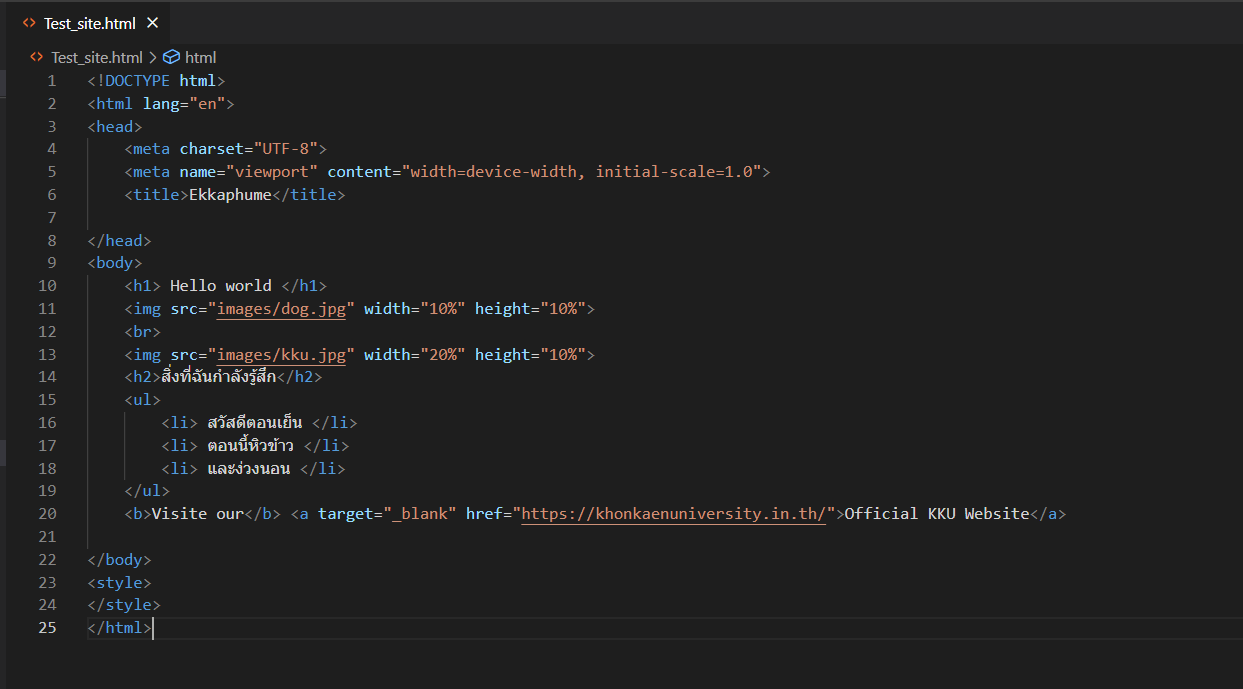 Test_site.html
Test_site.html > html
1 <!DOCTYPE html>
2 <html lang="en">
3 <head>
4     <meta charset="UTF-8">
5     <meta name="viewport" content="width=device-width, initial-scale=1.0">
6     <title>Ekkaphume</title>
7
8 </head>
9 <body>
10     <h1> Hello world </h1>
11     <img src="images/dog.jpg" width="10%" height="10%">
12     <br>
13     <img src="images/kku.jpg" width="20%" height="10%">
14     <h2>สิ่งที่ฉันกำลังรู้สึก</h2>
15     <ul>
16         <li> สวัสดีตอนเย็น </li>
17         <li> ตอนนี้หิวข้าว </li>
18         <li> และง่วงนอน </li>
19     </ul>
20     <b>Visite our</b> <a target="_blank" href="https://khonkaenuniversity.in.th/">Official KKU Website</a>
21
22 </body>
23 <style>
24 </style>
25 </html>